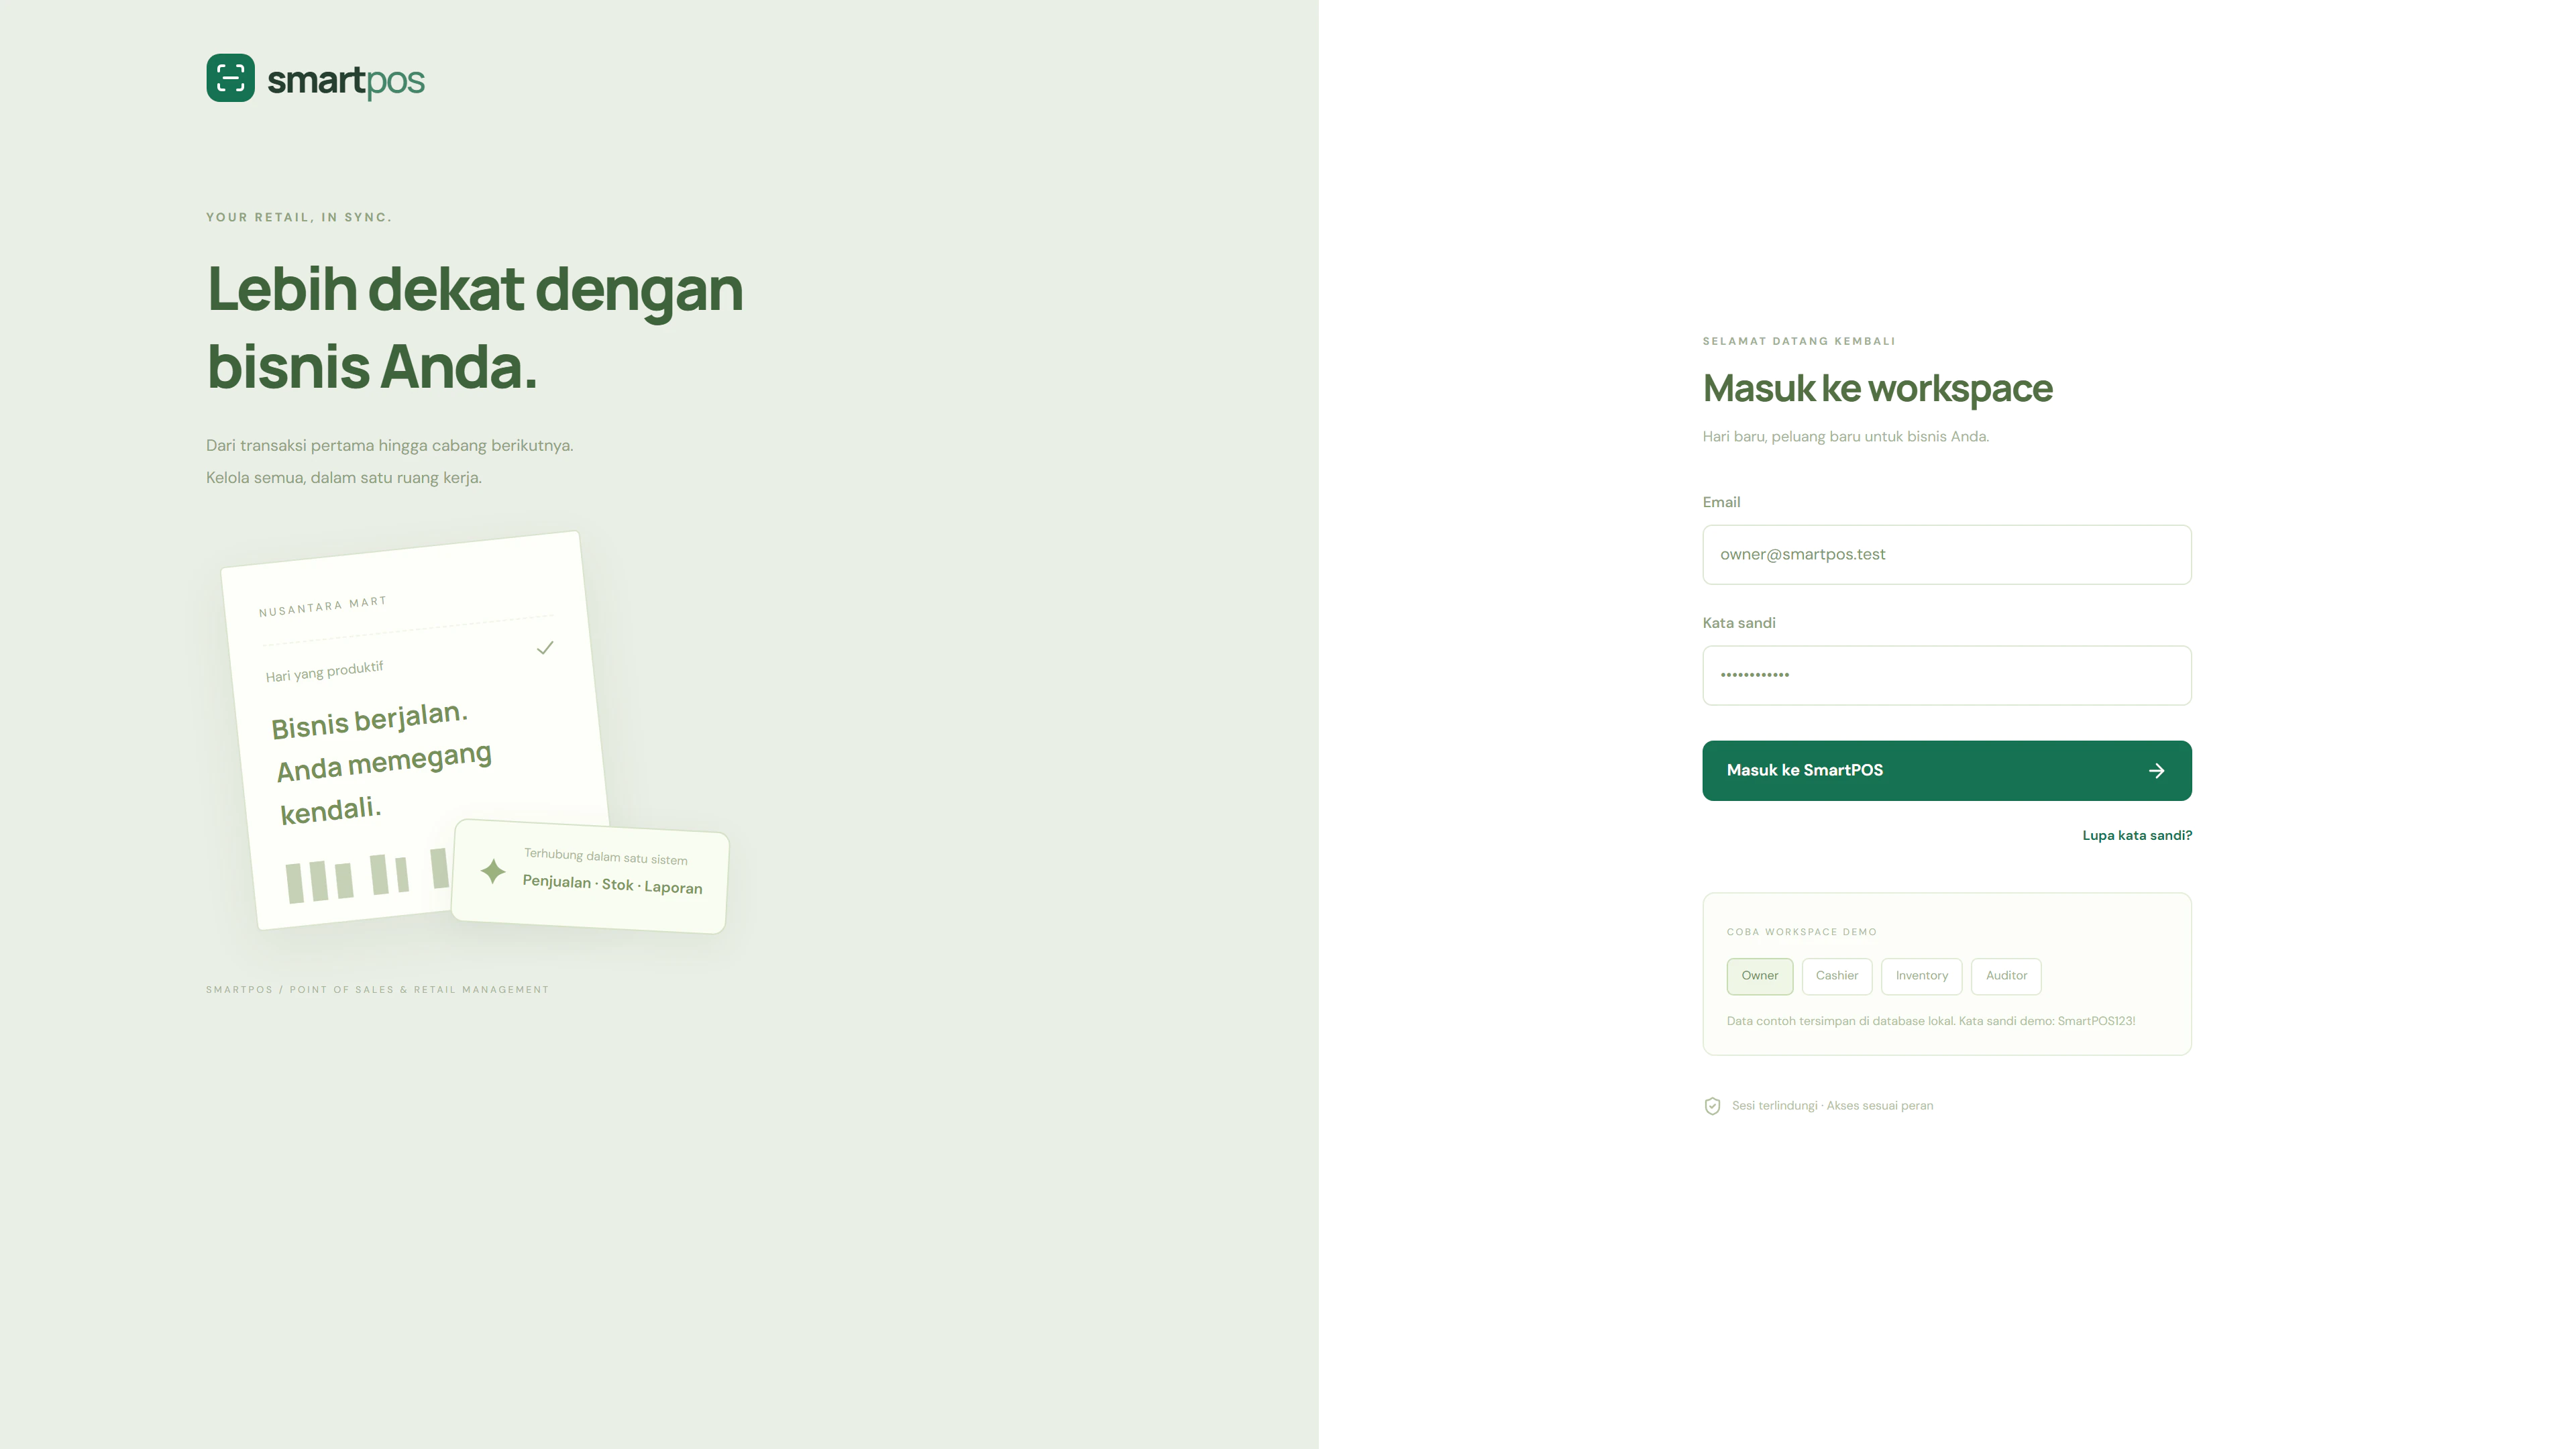 smartpos
YOUR RETAIL, IN SYNC.
Lebih dekat dengan
bisnis Anda.
Dari transaksi pertama hingga cabang berikutnya.
Kelola semua, dalam satu ruang kerja.
NUSANTARA MART
Hari yang produktif
Bisnis berjalan.
Anda memegang
kendali.
Terhubung dalam satu sistem
Penjualan · Stok · Laporan
SMARTPOS / POINT OF SALES & RETAIL MANAGEMENT
SELAMAT DATANG KEMBALI
Masuk ke workspace
Hari baru, peluang baru untuk bisnis Anda.
Email
owner@smartpos.test
Kata sandi
••••••••••••
Masuk ke SmartPOS
Lupa kata sandi?
COBA WORKSPACE DEMO
Owner Cashier Inventory Auditor
Data contoh tersimpan di database lokal. Kata sandi demo: SmartPOS123!
Sesi terlindungi · Akses sesuai peran